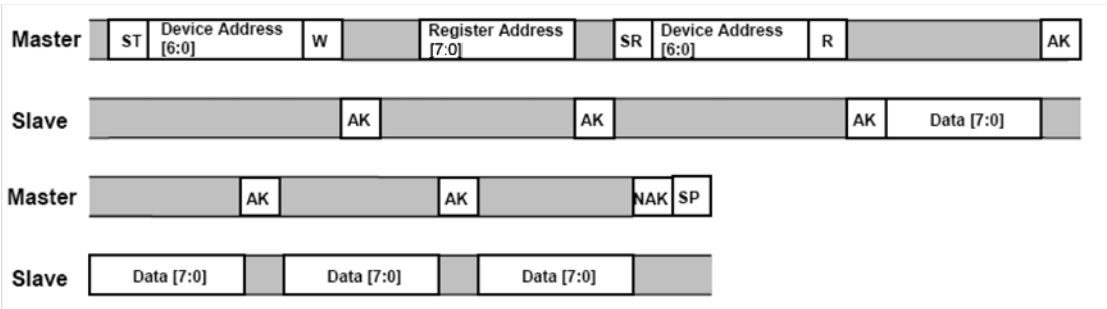 Master ST Device Address [6:0] W Register Address [7:0] SR Device Address [6:0] R AK
Slave AK AK AK Data [7:0]
Master AK AK NAK SP
Slave Data [7:0] Data [7:0] Data [7:0]